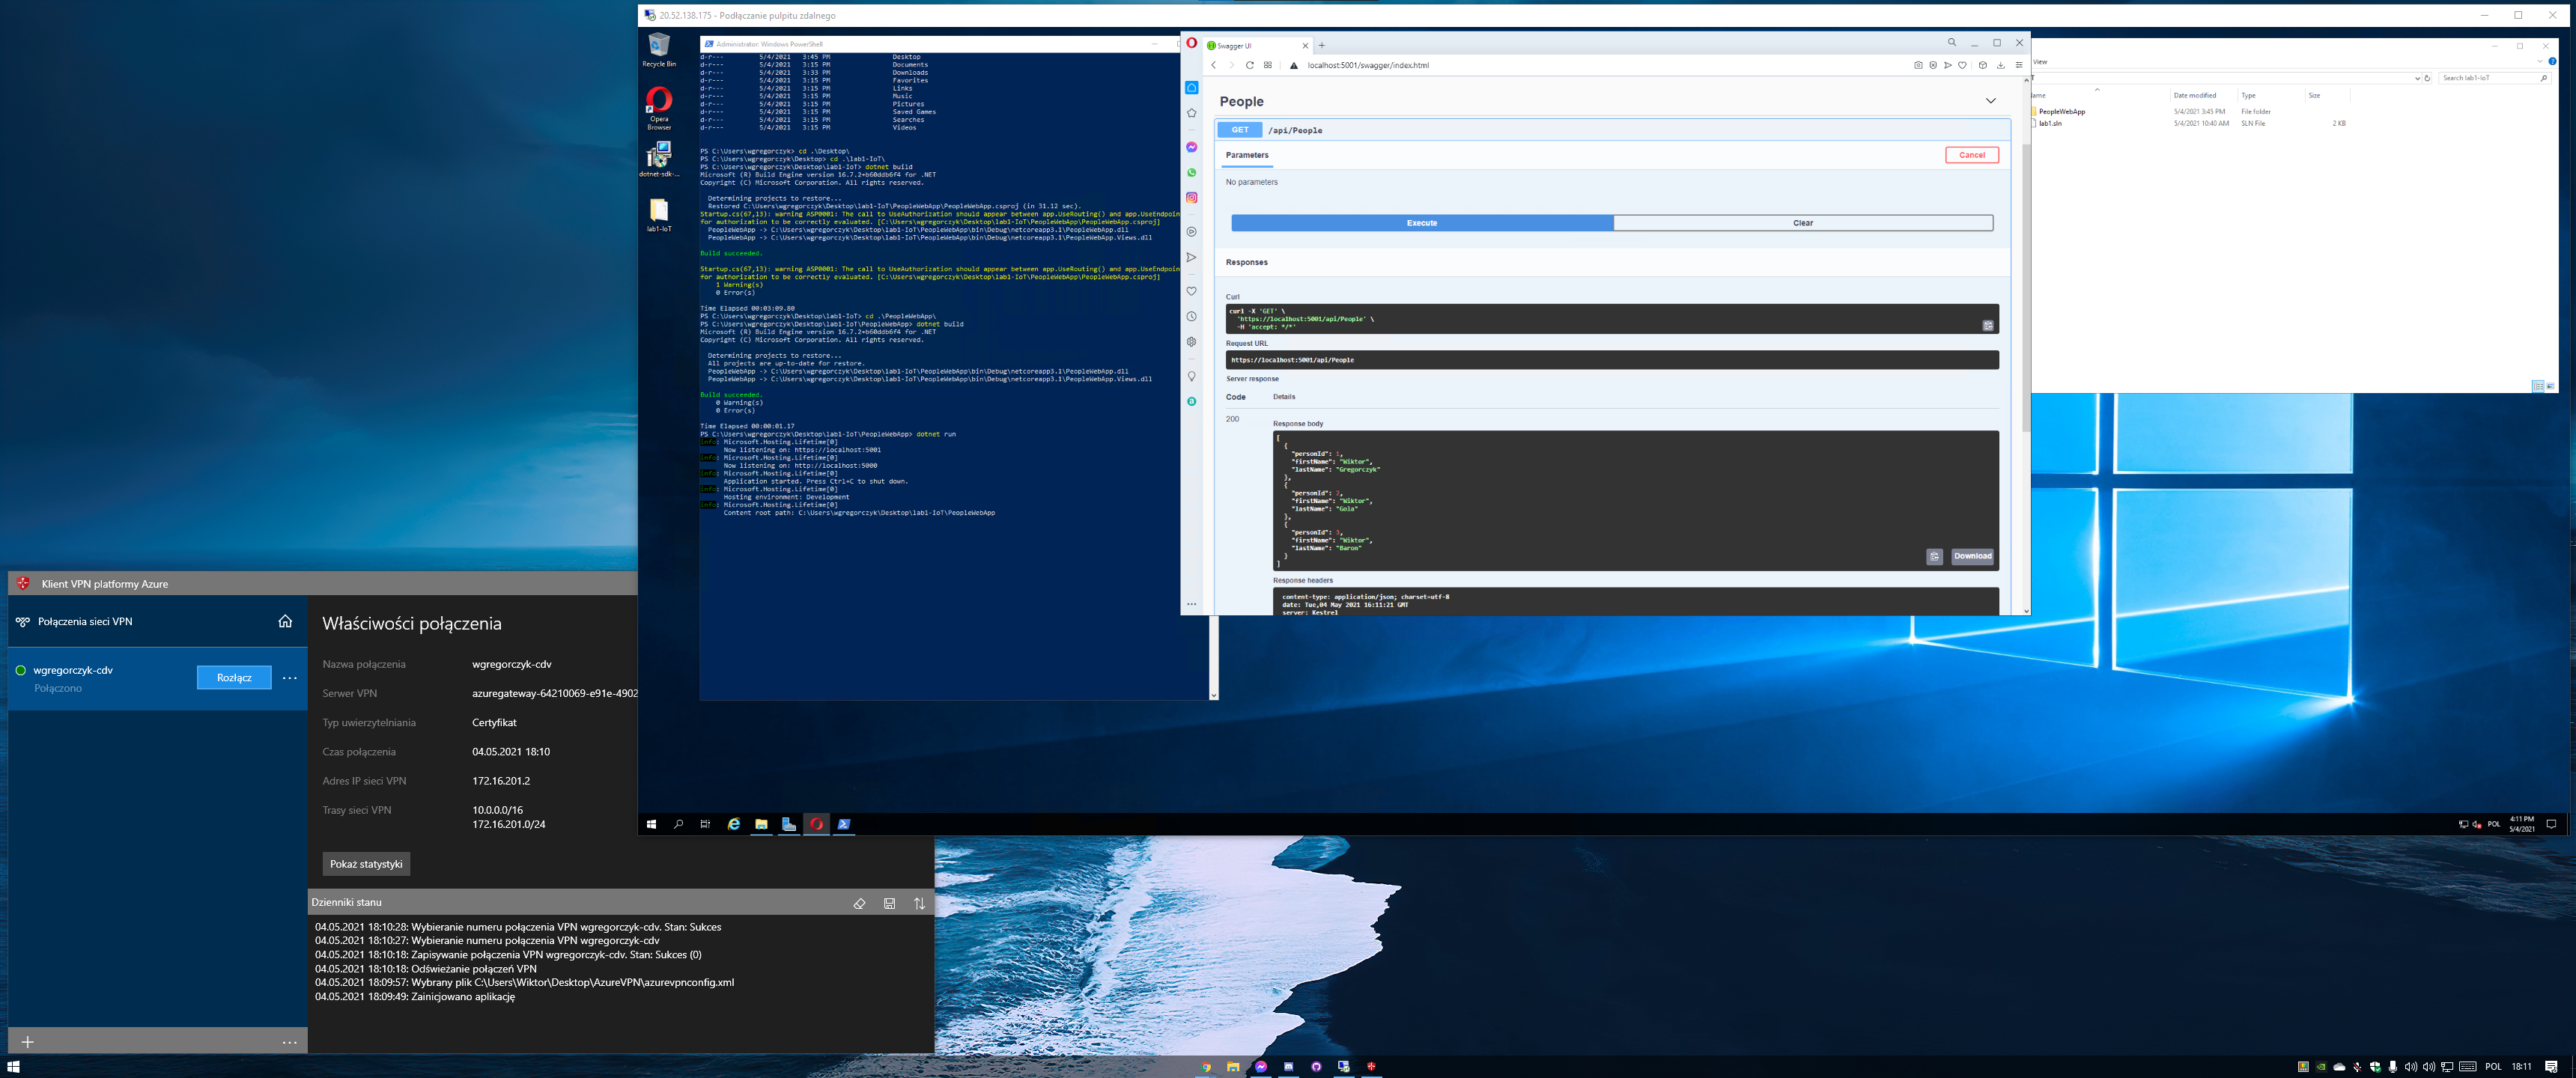 20.52.138.175 - Podłączanie pulpitu zdalnego
Recycle Bin
Opera
Browser
dotnet-sdk-...
lab1-IoT
Administrator: Windows PowerShell
d-r--- 5/4/2021 3:45 PM Desktop
d-r--- 5/4/2021 3:15 PM Documents
d-r--- 5/4/2021 3:33 PM Downloads
d-r--- 5/4/2021 3:15 PM Favorites
d-r--- 5/4/2021 3:15 PM Links
d-r--- 5/4/2021 3:15 PM Music
d-r--- 5/4/2021 3:15 PM Pictures
d-r--- 5/4/2021 3:15 PM Saved Games
d-r--- 5/4/2021 3:15 PM Searches
d-r--- 5/4/2021 3:15 PM Videos
PS C:\Users\wgregorczyk> cd .\Desktop\
PS C:\Users\wgregorczyk\Desktop> cd .\lab1-IoT\
PS C:\Users\wgregorczyk\Desktop\lab1-IoT> dotnet build
Microsoft (R) Build Engine version 16.7.2+b60ddb6f4 for .NET
Copyright (C) Microsoft Corporation. All rights reserved.
Determining projects to restore...
Restored C:\Users\wgregorczyk\Desktop\lab1-IoT\PeopleWebApp\PeopleWebApp.csproj (in 31.12 sec).
Startup.cs(67,13): warning ASP0001: The call to UseAuthorization should appear between app.UseRouting() and app.UseEndpoin
for authorization to be correctly evaluated. [C:\Users\wgregorczyk\Desktop\lab1-IoT\PeopleWebApp\PeopleWebApp.csproj]
PeopleWebApp -> C:\Users\wgregorczyk\Desktop\lab1-IoT\PeopleWebApp\bin\Debug\netcoreapp3.1\PeopleWebApp.dll
PeopleWebApp -> C:\Users\wgregorczyk\Desktop\lab1-IoT\PeopleWebApp\bin\Debug\netcoreapp3.1\PeopleWebApp.Views.dll
Build succeeded.
Startup.cs(67,13): warning ASP0001: The call to UseAuthorization should appear between app.UseRouting() and app.UseEndpoin
for authorization to be correctly evaluated. [C:\Users\wgregorczyk\Desktop\lab1-IoT\PeopleWebApp\PeopleWebApp.csproj]
1 Warning(s)
0 Error(s)
Time Elapsed 00:03:09.80
PS C:\Users\wgregorczyk\Desktop\lab1-IoT> cd .\PeopleWebApp\
PS C:\Users\wgregorczyk\Desktop\lab1-IoT\PeopleWebApp> dotnet build
Microsoft (R) Build Engine version 16.7.2+b60ddb6f4 for .NET
Copyright (C) Microsoft Corporation. All rights reserved.
Determining projects to restore...
All projects are up-to-date for restore.
PeopleWebApp -> C:\Users\wgregorczyk\Desktop\lab1-IoT\PeopleWebApp\bin\Debug\netcoreapp3.1\PeopleWebApp.dll
PeopleWebApp -> C:\Users\wgregorczyk\Desktop\lab1-IoT\PeopleWebApp\bin\Debug\netcoreapp3.1\PeopleWebApp.Views.dll
Build succeeded.
0 Warning(s)
0 Error(s)
Time Elapsed 00:00:01.17
PS C:\Users\wgregorczyk\Desktop\lab1-IoT\PeopleWebApp> dotnet run
info: Microsoft.Hosting.Lifetime[0]
Now listening on: https://localhost:5001
info: Microsoft.Hosting.Lifetime[0]
Now listening on: http://localhost:5000
info: Microsoft.Hosting.Lifetime[0]
Application started. Press Ctrl+C to shut down.
info: Microsoft.Hosting.Lifetime[0]
Hosting environment: Development
info: Microsoft.Hosting.Lifetime[0]
Content root path: C:\Users\wgregorczyk\Desktop\lab1-IoT\PeopleWebApp
Swagger UI
localhost:5001/swagger/index.html
People
GET /api/People
Parameters
Cancel
No parameters
Execute
Clear
Responses
Curl
curl -X 'GET' \
'https://localhost:5001/api/People' \
-H 'accept: */*'
Request URL
https://localhost:5001/api/People
Server response
Code Details
200
Response body
[
{
"personId": 1,
"firstName": "Wiktor",
"lastName": "Gregorczyk"
},
{
"personId": 2,
"firstName": "Wiktor",
"lastName": "Gola"
},
{
"personId": 3,
"firstName": "Wiktor",
"lastName": "Baron"
}
]
Download
Response headers
content-type: application/json; charset=utf-8
date: Tue,04 May 2021 16:11:21 GMT
server: Kestrel
View
Search lab1-IoT
Date modified Type Size
PeopleWebApp 5/4/2021 3:45 PM File folder
lab1.sln 5/4/2021 10:40 AM SLN File 2 KB
POL
4:11 PM
5/4/2021
Klient VPN platformy Azure
Połączenia sieci VPN
wgregorczyk-cdv
Połączono
Rozłącz
Właściwości połączenia
Nazwa połączenia wgregorczyk-cdv
Serwer VPN azuregateway-64210069-e91e-4902
Typ uwierzytelniania Certyfikat
Czas połączenia 04.05.2021 18:10
Adres IP sieci VPN 172.16.201.2
Trasy sieci VPN 10.0.0.0/16
172.16.201.0/24
Pokaż statystyki
Dzienniki stanu
04.05.2021 18:10:28: Wybieranie numeru połączenia VPN wgregorczyk-cdv. Stan: Sukces
04.05.2021 18:10:27: Wybieranie numeru połączenia VPN wgregorczyk-cdv
04.05.2021 18:10:18: Zapisywanie połączenia VPN wgregorczyk-cdv. Stan: Sukces (0)
04.05.2021 18:10:18: Odświeżanie połączeń VPN
04.05.2021 18:09:57: Wybrany plik C:\Users\Wiktor\Desktop\AzureVPN\azurevpnconfig.xml
04.05.2021 18:09:49: Zainicjowano aplikację
POL 18:11